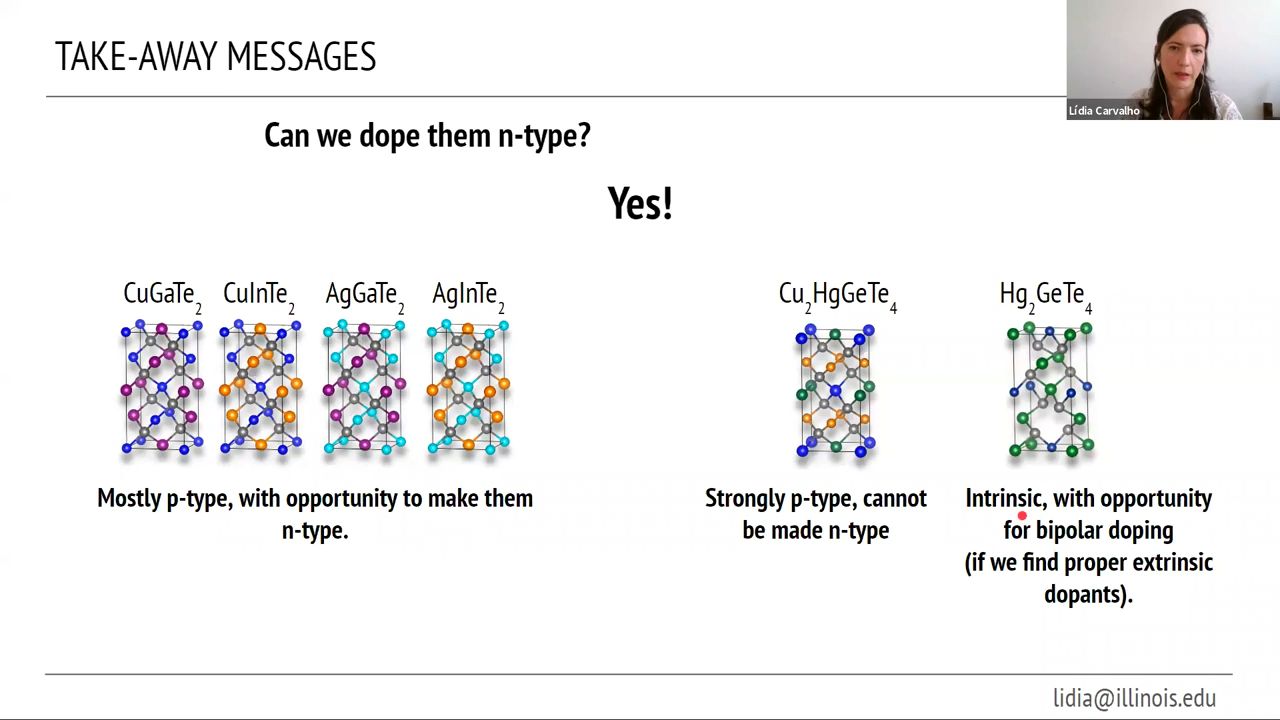 TAKE-AWAY MESSAGES
Lídia Carvalho
Can we dope them n-type?
Yes!
CuGaTe2 CuInTe2 AgGaTe2 AgInTe2
Cu2HgGeTe4 Hg2GeTe4
Mostly p-type, with opportunity to make them
n-type.
Strongly p-type, cannot
be made n-type
Intrinsic, with opportunity
for bipolar doping
(if we find proper extrinsic
dopants).
lidia@illinois.edu